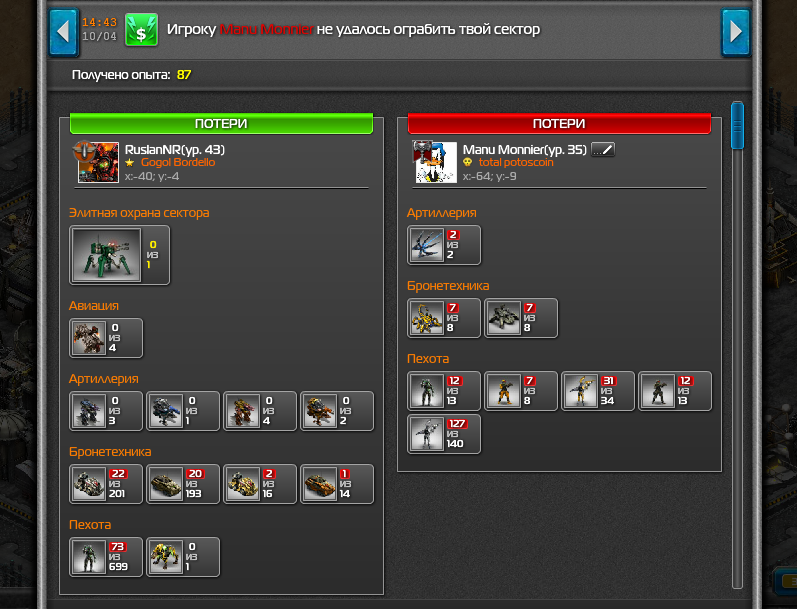 14:43
10/04
Игроку Manu Monnier не удалось ограбить твой сектор
Получено опыта: 87
ПОТЕРИ
RuslanNR(ур. 43)
Gogol Bordello
x:-40; y:-4
Элитная охрана сектора
0
из
1
Авиация
0
из
4
Артиллерия
0
из
3
0
из
1
0
из
4
0
из
2
Бронетехника
22
из
201
20
из
193
2
из
16
1
из
14
Пехота
73
из
699
0
из
1
ПОТЕРИ
Manu Monnier(ур. 35)
total potoscoin
x:-64; y:-9
Артиллерия
2
из
2
Бронетехника
7
из
8
7
из
8
Пехота
12
из
13
7
из
8
31
из
34
12
из
13
127
из
140